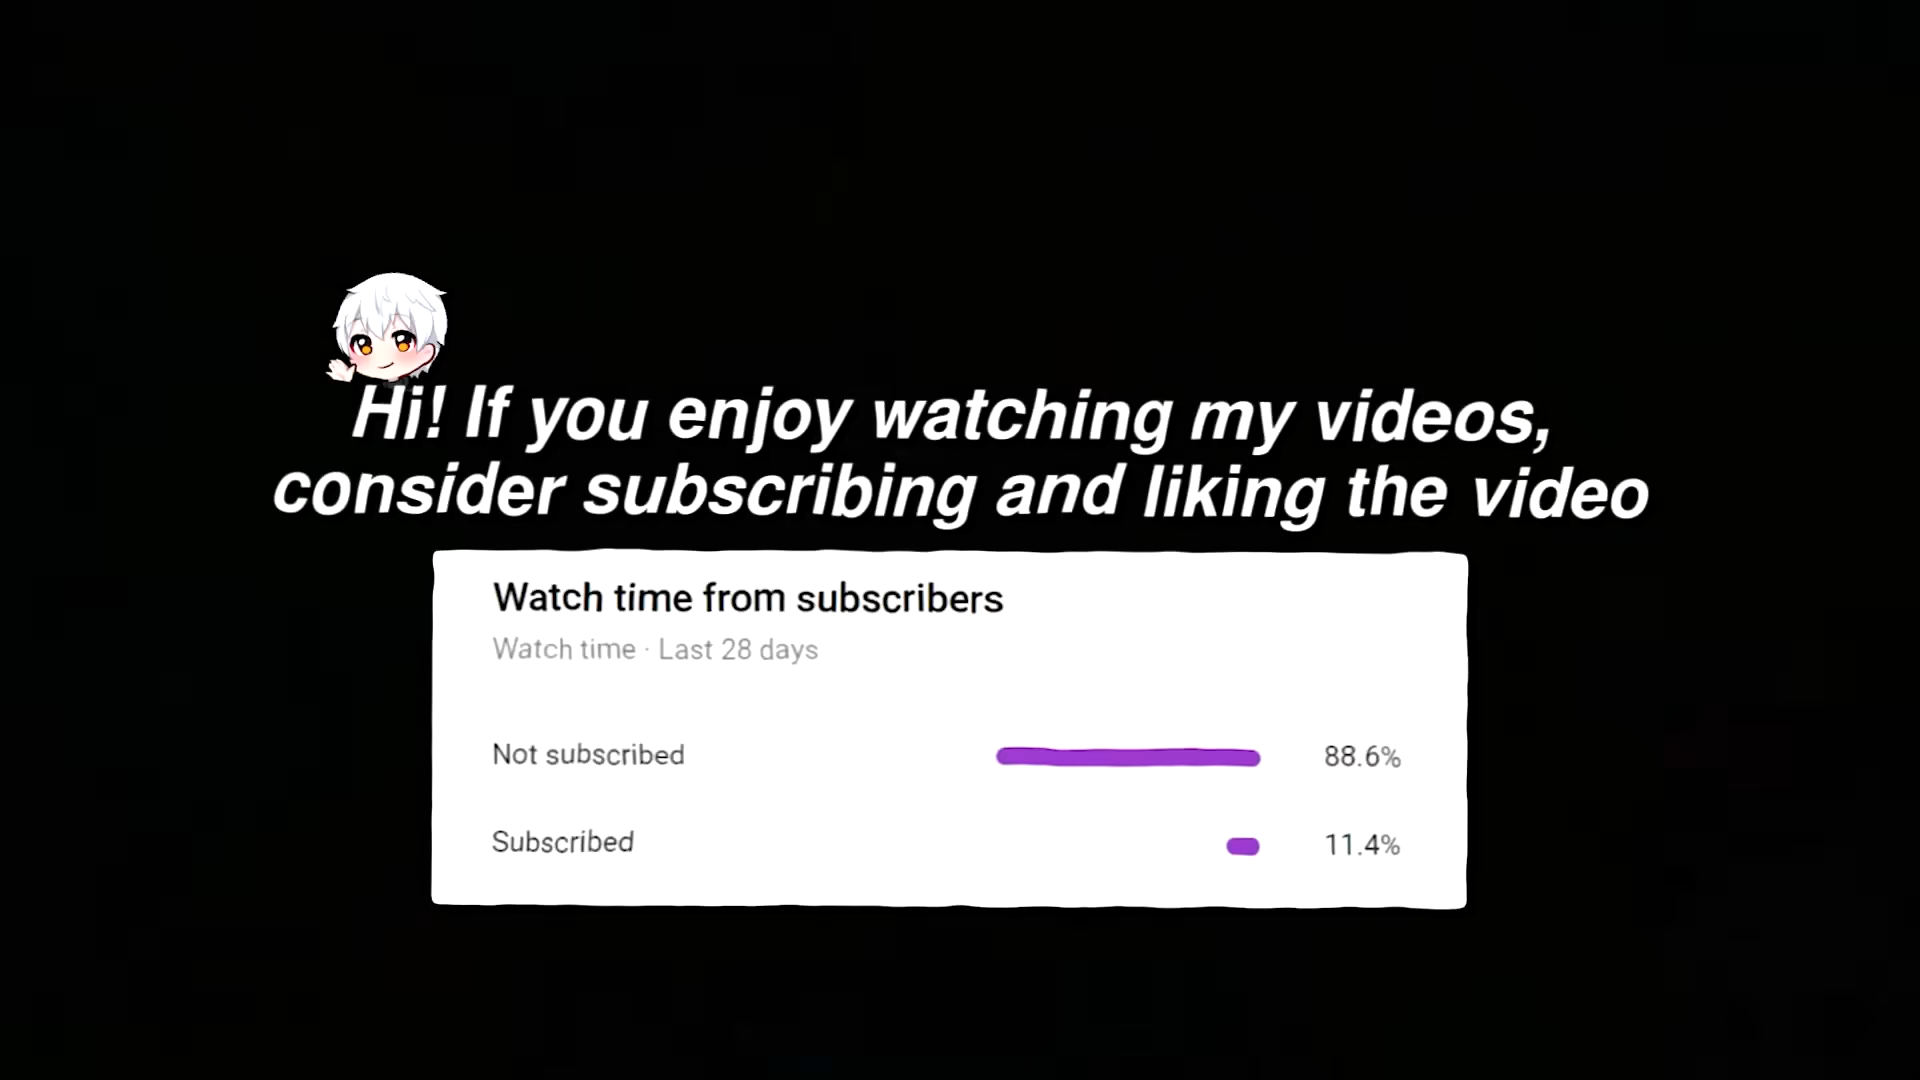 Hi! If you enjoy watching my videos,
consider subscribing and liking the video
Watch time from subscribers
Watch time · Last 28 days
Not subscribed 88.6%
Subscribed 11.4%